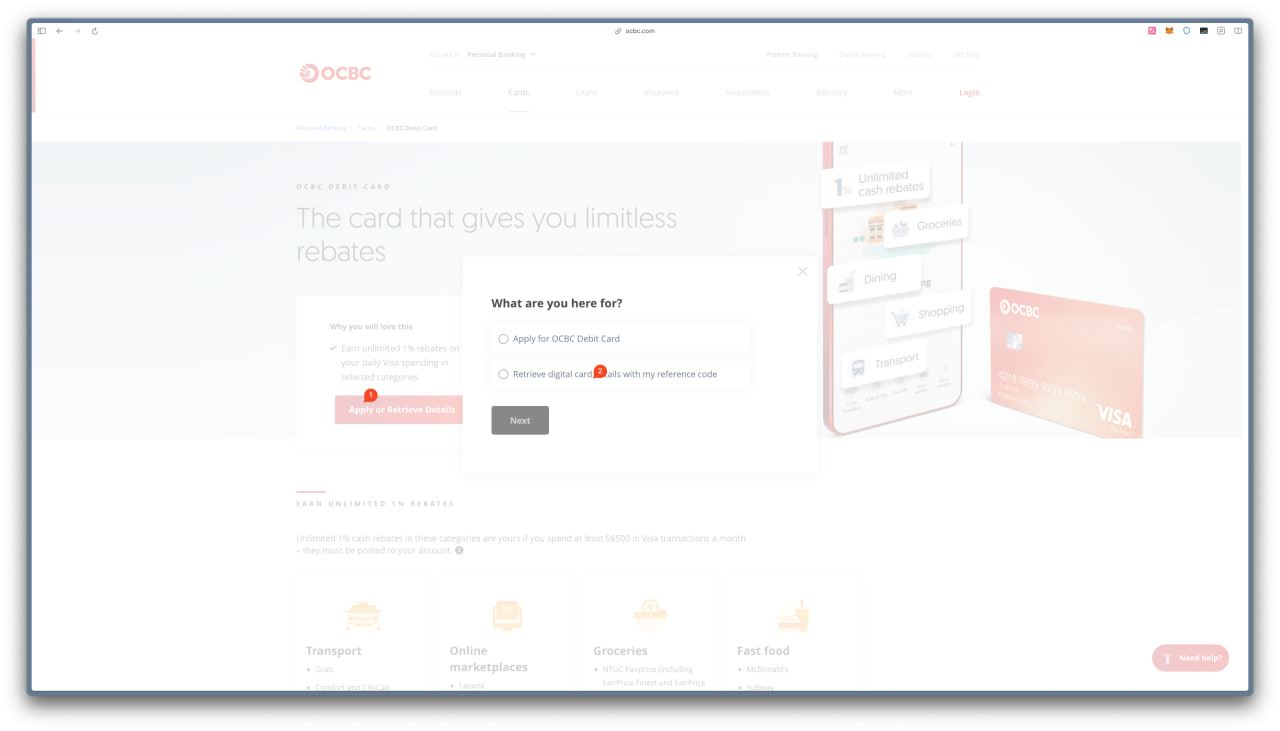 ocbc.com
You are in Personal Banking
Premier Banking Digital Banking Security Get help
OCBC
Accounts Cards Loans Insurance Investments Advisory More Login
Personal Banking > Cards > OCBC Debit Card
OCBC DEBIT CARD
The card that gives you limitless
rebates
Why you will love this
Earn unlimited 1% rebates on
your daily Visa spending in
selected categories
1
Apply or Retrieve Details
What are you here for?
Apply for OCBC Debit Card
2
Retrieve digital card ails with my reference code
Next
1% Unlimited
cash rebates
Groceries
Dining
ng
Shopping
Transport
OCBC
DEBIT
4218 0899 9999 9999
VISA
EARN UNLIMITED 1% REBATES
Unlimited 1% cash rebates in these categories are yours if you spend at least S$500 in Visa transactions a month
– they must be posted to your account.
Transport
• Grab
• Comfort and CityCab
Online
marketplaces
• Lazada
Groceries
• NTUC Fairprice (including
FairPrice Finest and FairPrice
Fast food
• McDonald's
• Subway
Need help?